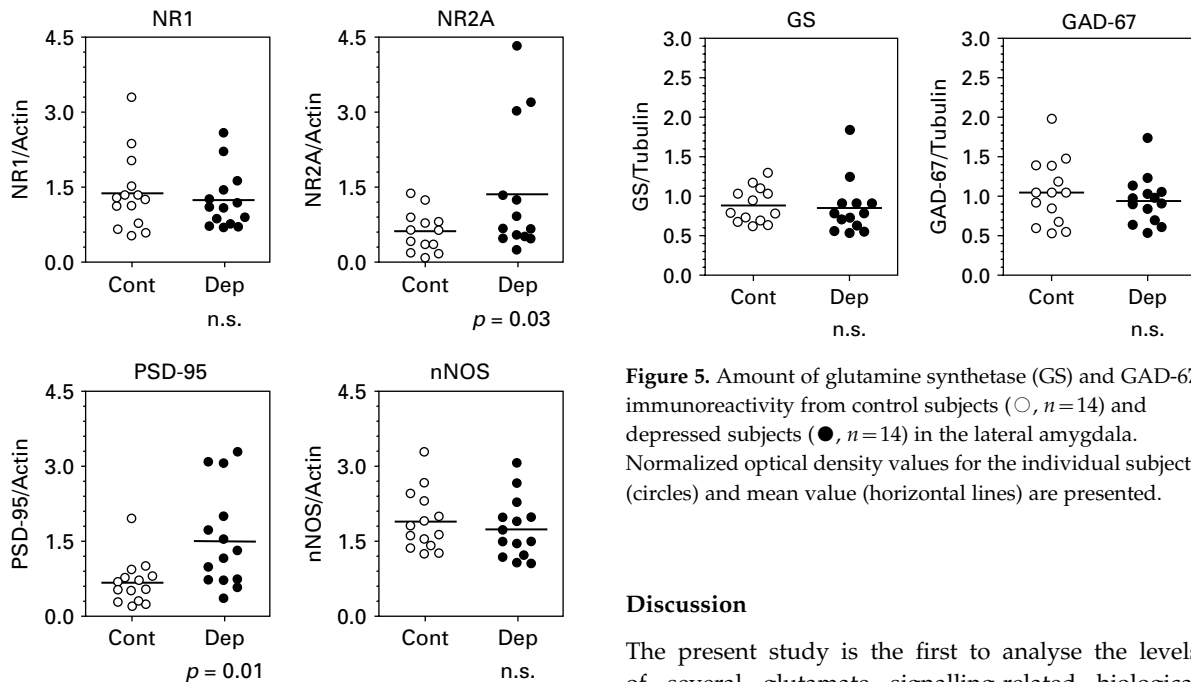 NR1
4.5
3.0
1.5
0.0
NR1/Actin
Cont Dep
n.s.
NR2A
4.5
3.0
1.5
0.0
NR2A/Actin
Cont Dep
p = 0.03
PSD-95
4.5
3.0
1.5
0.0
PSD-95/Actin
Cont Dep
p = 0.01
nNOS
4.5
3.0
1.5
0.0
nNOS/Actin
Cont Dep
n.s.
GS
3.0
2.5
2.0
1.5
1.0
0.5
0.0
GS/Tubulin
Cont Dep
n.s.
GAD-67
3.0
2.5
2.0
1.5
1.0
0.5
0.0
GAD-67/Tubulin
Cont Dep
n.s.
Figure 5. Amount of glutamine synthetase (GS) and GAD-67
immunoreactivity from control subjects (○, n=14) and
depressed subjects (●, n=14) in the lateral amygdala.
Normalized optical density values for the individual subject
(circles) and mean value (horizontal lines) are presented.
Discussion
The present study is the first to analyse the levels
of several glutamate signalling-related biological